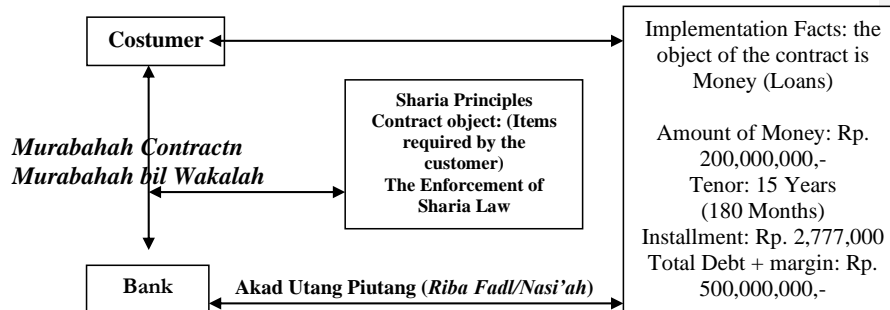 Costumer
Murabahah Contractn
Murabahah bil Wakalah
Sharia Principles
Contract object: (Items
required by the
customer)
The Enforcement of
Sharia Law
Bank
Akad Utang Piutang (Riba Fadl/Nasi'ah)
Implementation Facts: the
object of the contract is
Money (Loans)
Amount of Money: Rp.
200,000,000,-
Tenor: 15 Years
(180 Months)
Installment: Rp. 2,777,000
Total Debt + margin: Rp.
500,000,000,-